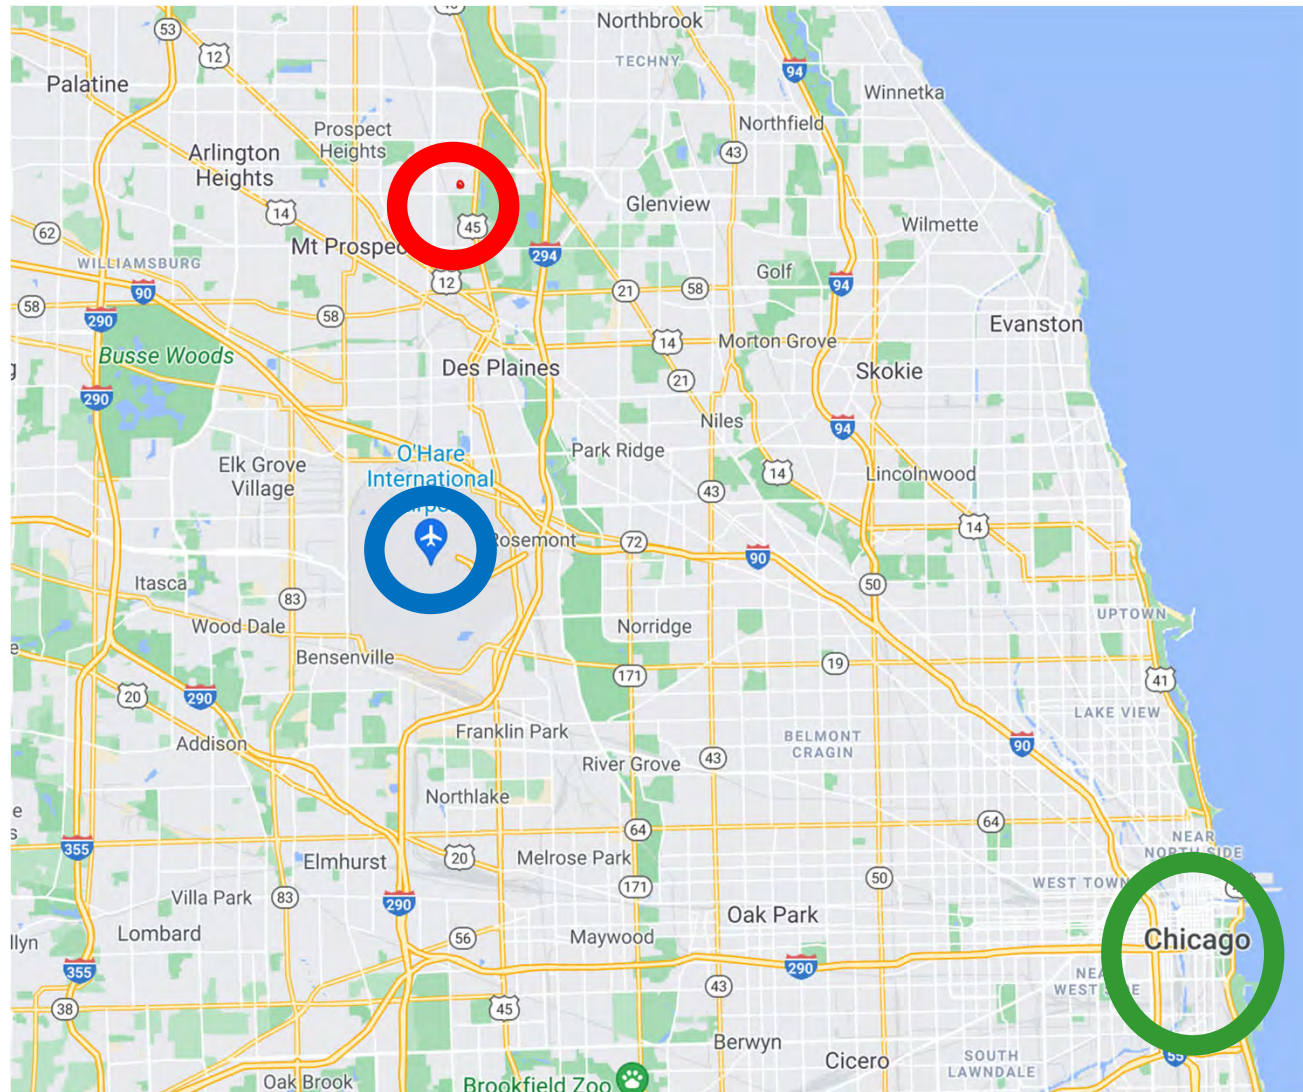 Northbrook
53
12
TECHNY
94
Palatine
Winnetka
Prospect
Heights
Northfield
43
Arlington
Heights
14
Glenview
45
Wilmette
62
Mt Prospec
294
WILLIAMSBURG
Golf
12
94
90
21
58
58
58
290
Evanston
14
Morton Grove
Busse Woods
Des Plaines
Skokie
21
290
Niles
94
O'Hare
International
Park Ridge
Elk Grove
Village
14
Lincolnwood
43
14
Rosemont
72
90
Itasca
50
83
UPTOWN
Wood Dale
Norridge
Bensenville
19
171
41
20
290
LAKE VIEW
Franklin Park
Addison
BELMONT
CRAGIN
90
River Grove
43
Northlake
64
64
NEAR
NORTH SIDE
355
Elmhurst
20
Melrose Park
50
171
WEST TOWN
Villa Park
83
290
Oak Park
Lombard
56
Maywood
Chicago
llyn
355
290
NEA
WEST SIDE
43
38
45
Berwyn
Cicero
SOUTH
LAWNDALE
55
Oak Brook
Brookfield Zoo